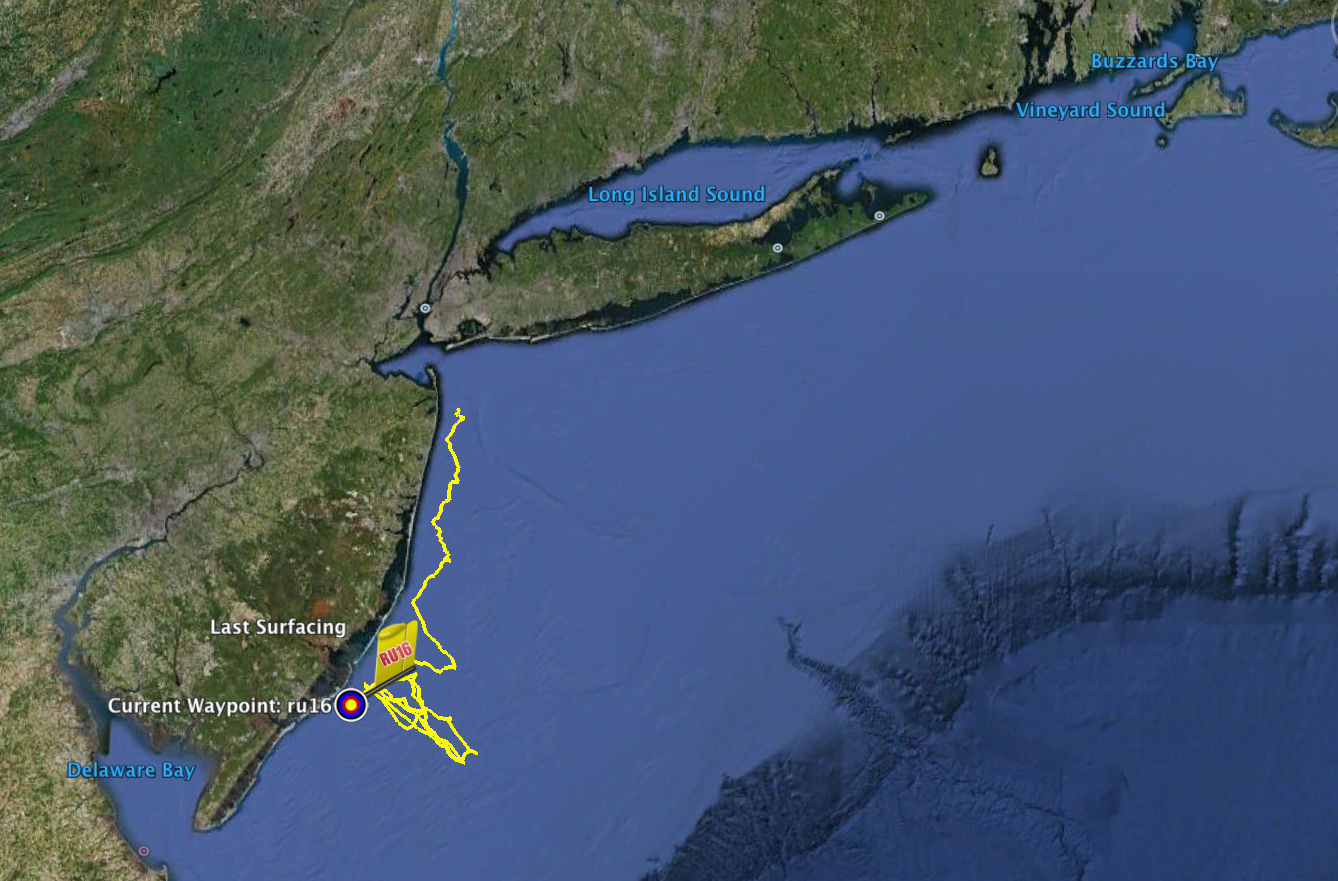 Buzzards Bay
Vineyard Sound
Long Island Sound
Last Surfacing
RU16
Current Waypoint: ru16
Delaware Bay